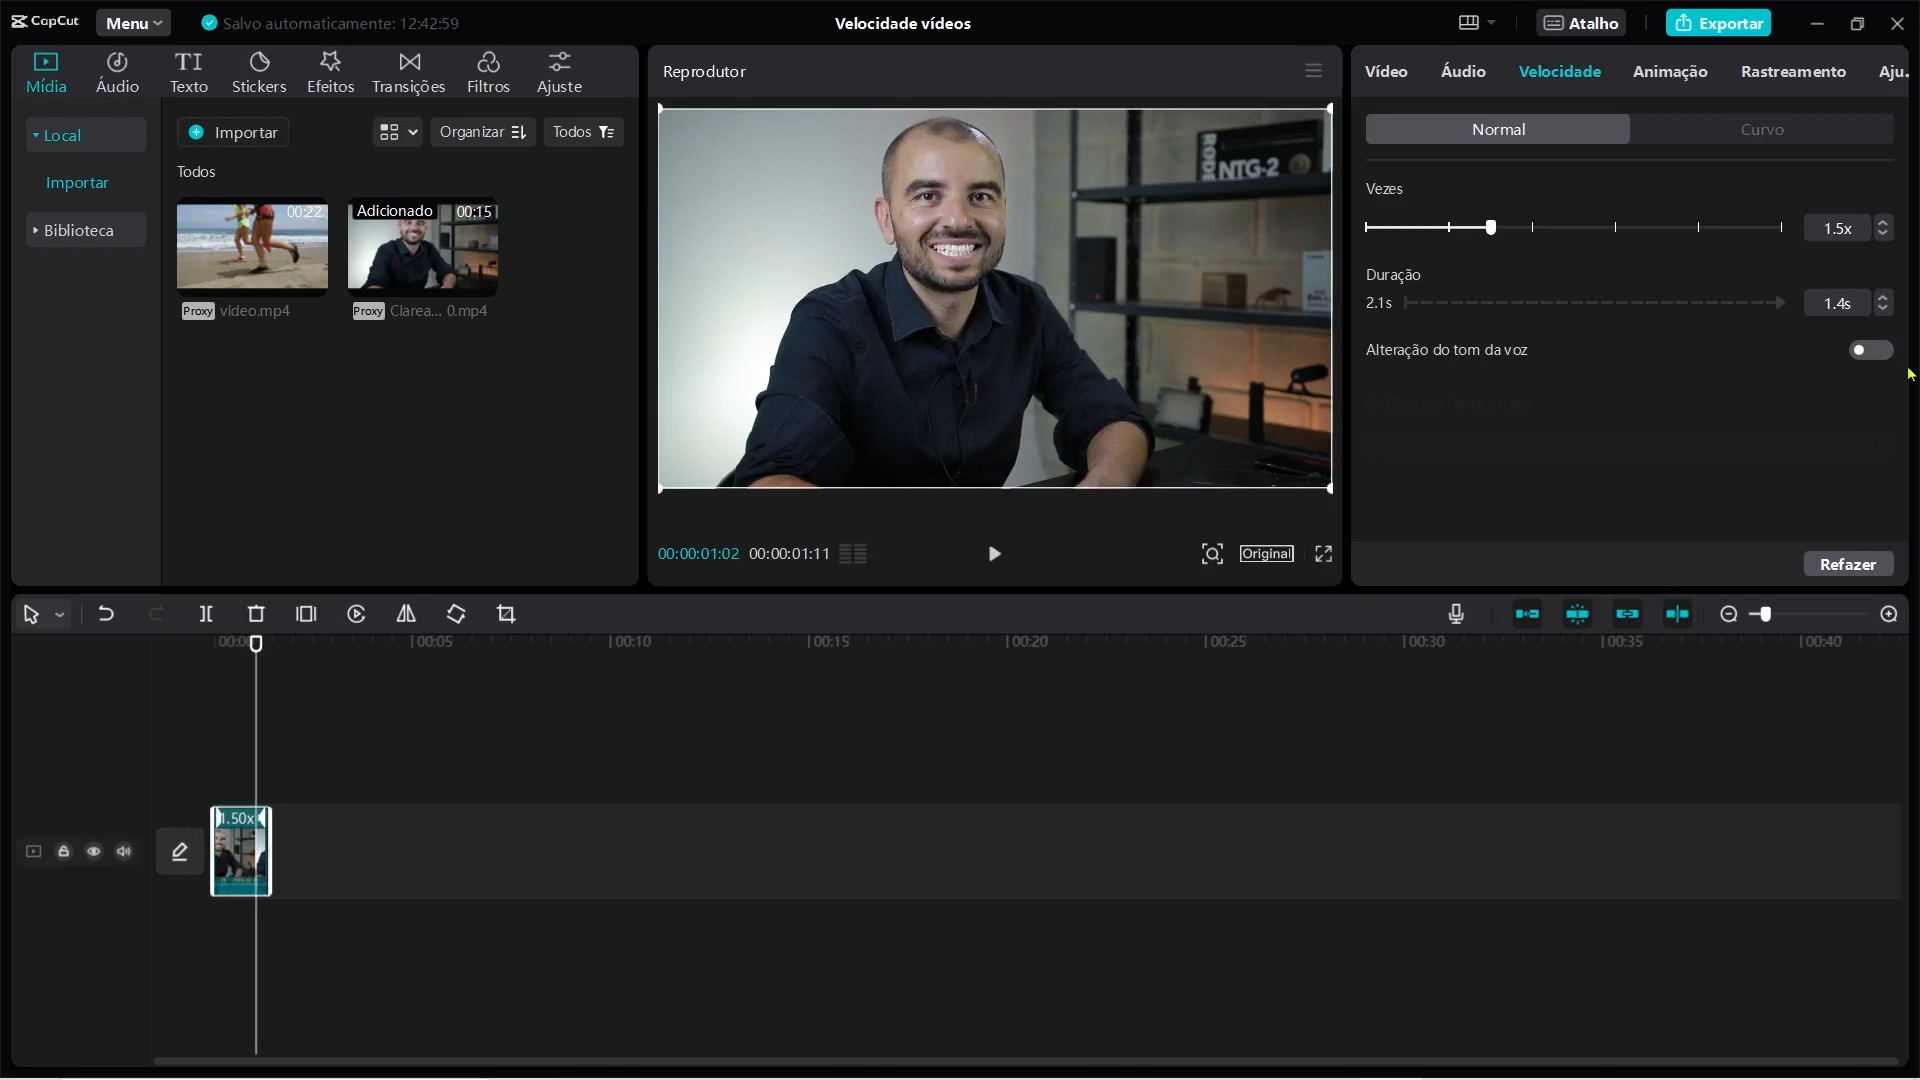 CapCut
Menu
Salvo automaticamente: 12:42:59
Velocidade vídeos
Atalho
Exportar
Mídia
Áudio
Texto
Stickers
Efeitos
Transições
Filtros
Ajuste
Local
Importar
Biblioteca
Importar
Organizar
Todos
Todos
00:22
Adicionado
00:15
Proxy
video.mp4
Proxy
Clarea... 0.mp4
Reprodutor
RØDE
NTG-2
00:00:01:02
00:00:01:11
Original
Vídeo
Áudio
Velocidade
Animação
Rastreamento
Aju.
Normal
Curvo
Vezes
1.5x
Duração
2.1s
1.4s
Alteração do tom da voz
Refazer
00:05
00:10
00:15
00:20
00:25
00:30
00:35
00:40
1.50x